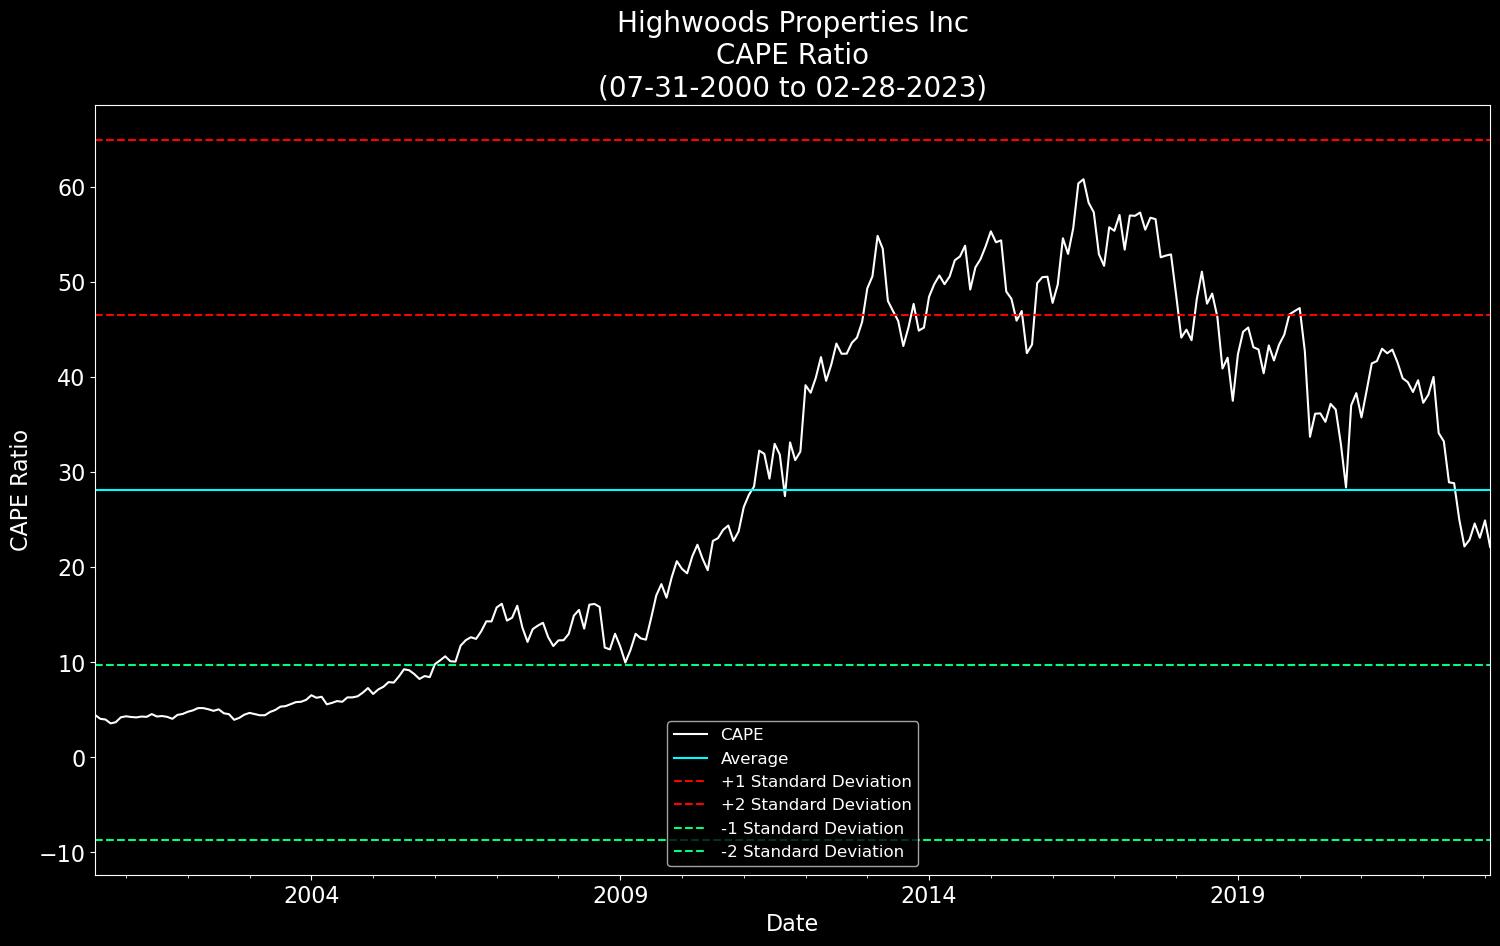 Highwoods Properties Inc
CAPE Ratio
(07-31-2000 to 02-28-2023)
60
50
40
30
20
10
0
−10
CAPE Ratio
CAPE
Average
+1 Standard Deviation
+2 Standard Deviation
-1 Standard Deviation
-2 Standard Deviation
2004
2009
2014
2019
Date